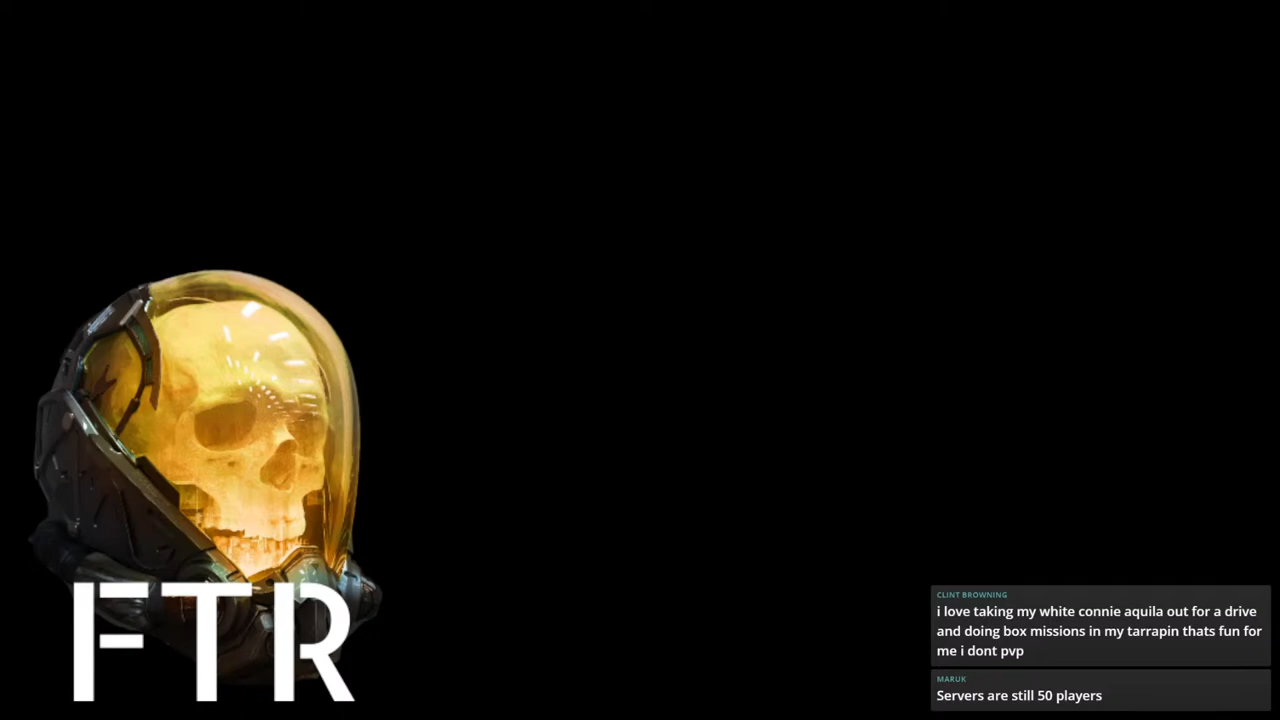 FTR
CLINT BROWNING
i love taking my white connie aquila out for a drive
and doing box missions in my tarrapin thats fun for
me i dont pvp
MARUK
Servers are still 50 players